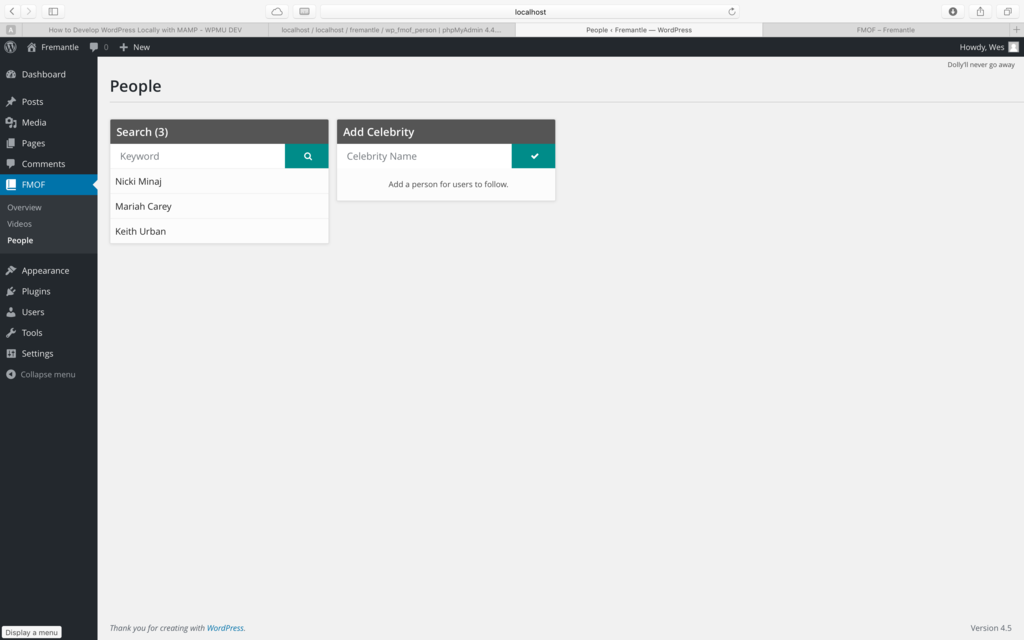 localhost
How to Develop WordPress Locally with MAMP - WPMU DEV
localhost / localhost / fremantle / wp_fmof_person | phpMyAdmin 4.4....
People ‹ Fremantle — WordPress
FMOF – Fremantle
Fremantle
0
New
Howdy, Wes
Dolly'll never go away
Dashboard
Posts
Media
Pages
Comments
FMOF
Overview
Videos
People
Appearance
Plugins
Users
Tools
Settings
Collapse menu
People
Search (3)
Keyword
Nicki Minaj
Mariah Carey
Keith Urban
Add Celebrity
Celebrity Name
Add a person for users to follow.
Display a menu
Thank you for creating with WordPress.
Version 4.5